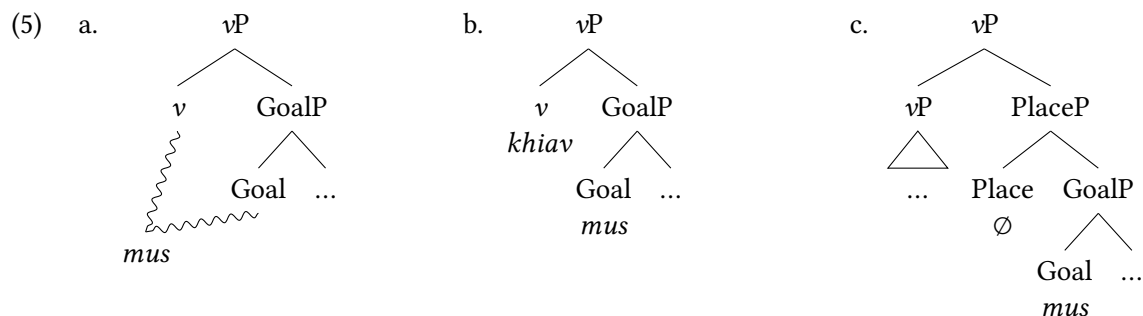 (5) a. vP b. vP c. vP
v GoalP v GoalP vP PlaceP
khiav
Goal ... Goal ... ... Place GoalP
mus mus ∅
Goal ...
mus